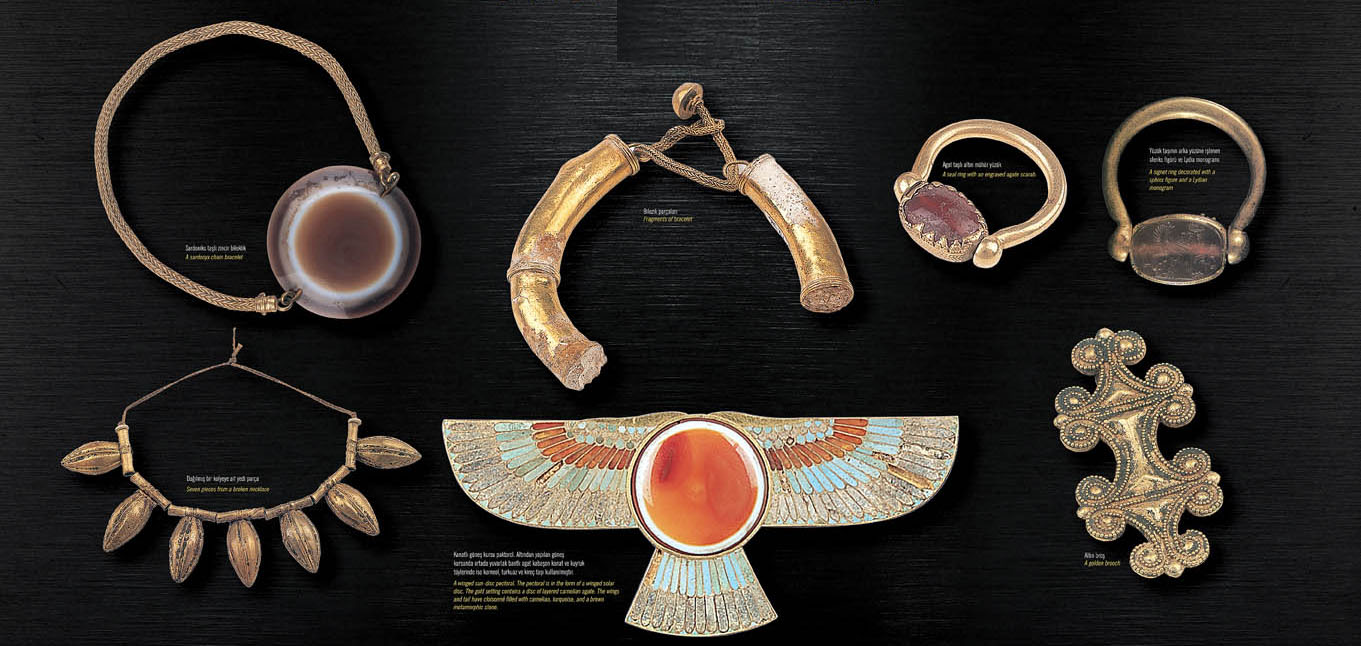 Sardoniks taşlı zincir bileklik
A sardonyx chain bracelet
Bilezik parçaları
Fragments of bracelet
Agat taşlı altın mühür yüzük
A seal ring with an engraved agate scarab
Yüzük taşının arka yüzüne işlenen
sfenks figürü ve Lydia monogramı
A signet ring decorated with a
sphinx figure and a Lydian
monogram
Dağılmış bir kolyeye ait yedi parça
Seven pieces from a broken necklace
Kanatlı güneş kursu pektoral. Altından yapılan güneş
kursunda ortada yuvarlak bantlı agat kabaşon kanat ve kuyruk
tüylerinde ise karneol, turkuaz ve kireç taşı kullanılmıştır.
A winged sun-disc pectoral. The pectoral is in the form of a winged solar
disc. The gold setting contains a disc of layered carnelian agate. The wings
and tail have cloisonné filled with carnelian, turquoise, and a brown
metamorphic stone.
Altın broş
A golden brooch